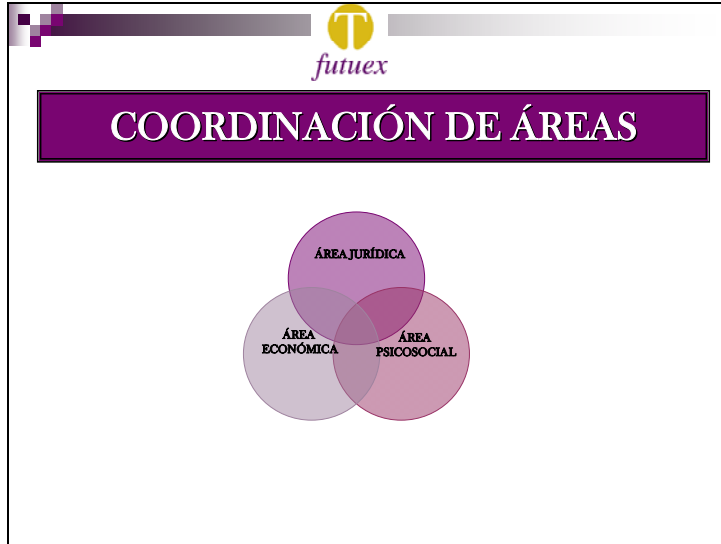 futuex
COORDINACIÓN DE ÁREAS
ÁREA JURÍDICA
ÁREA
ECONÓMICA
ÁREA
PSICOSOCIAL